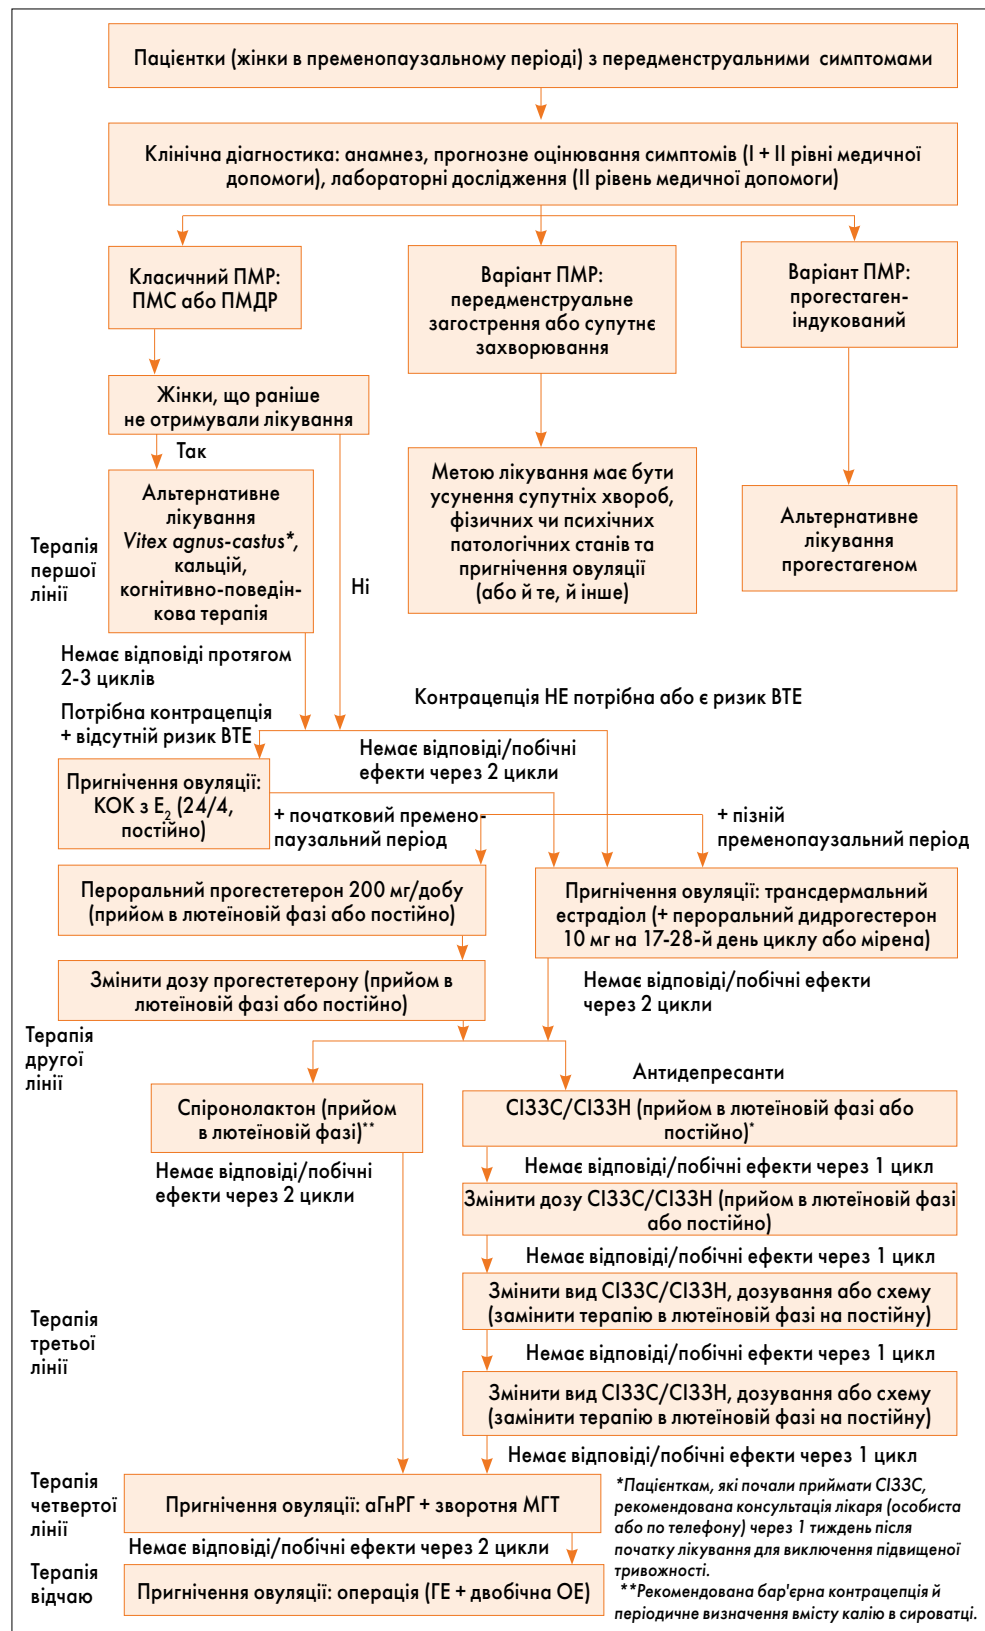 Пацієнтки (жінки в пременопаузальному періоді) з передменструальними симптомами
Клінічна діагностика: анамнез, прогнозне оцінювання симптомів (І + ІІ рівні медичної
допомоги), лабораторні дослідження (ІІ рівень медичної допомоги)
Класичний ПМР:
ПМС або ПМДР
Варіант ПМР:
передменструальне
загострення або супутнє
захворювання
Варіант ПМР:
прогестаген-
індукований
Жінки, що раніше
не отримували лікування
Так
Ні
Терапія
першої
лінії
Альтернативне
лікування
Vitex agnus-castus*,
кальцій,
когнітивно-поведін-
кова терапія
Метою лікування має бути
усунення супутніх хвороб,
фізичних чи психічних
патологічних станів та
пригнічення овуляції
(або й те, й інше)
Альтернативне
лікування
прогестагеном
Немає відповіді протягом
2-3 циклів
Потрібна контрацепція
+ відсутній ризик ВТЕ
Контрацепція НЕ потрібна або є ризик ВТЕ
Немає відповіді/побічні
ефекти через 2 цикли
Пригнічення овуляції:
КОК з Е₂ (24/4,
постійно)
+ початковий премено-
паузальний період
+ пізній
пременопаузальний період
Пероральний прогестетерон 200 мг/добу
(прийом в лютеїновій фазі або постійно)
Пригнічення овуляції: трансдермальний
естрадіол (+ пероральний дидрогестерон
10 мг на 17-28-й день циклу або мірена)
Змінити дозу прогестетерону (прийом в
лютеїновій фазі або постійно)
Немає відповіді/побічні ефекти
через 2 цикли
Терапія
другої
лінії
Антидепресанти
Спіронолактон (прийом
в лютеїновій фазі)**
СІЗЗС/СІЗЗН (прийом в лютеїновій фазі або
постійно)*
Немає відповіді/побічні
ефекти через 2 цикли
Немає відповіді/побічні ефекти через 1 цикл
Змінити дозу СІЗЗС/СІЗЗН (прийом в лютеїновій фазі
або постійно)
Немає відповіді/побічні ефекти через 1 цикл
Терапія
третьої
лінії
Змінити вид СІЗЗС/СІЗЗН, дозування або схему
(замінити терапію в лютеїновій фазі на постійну)
Немає відповіді/побічні ефекти через 1 цикл
Змінити вид СІЗЗС/СІЗЗН, дозування або схему
(замінити терапію в лютеїновій фазі на постійну)
Немає відповіді/побічні ефекти через 1 цикл
Терапія
четвертої
лінії
Пригнічення овуляції: аГнРГ + зворотня МГТ
Немає відповіді/побічні ефекти через 2 цикли
Терапія
відчаю
Пригнічення овуляції: операція (ГЕ + двобічна ОЕ)
*Пацієнткам, які почали приймати СІЗЗС,
рекомендована консультація лікаря (особиста
або по телефону) через 1 тиждень після
початку лікування для виключення підвищеної
тривожності.
**Рекомендована бар'єрна контрацепція й
періодичне визначення вмісту калію в сироватці.